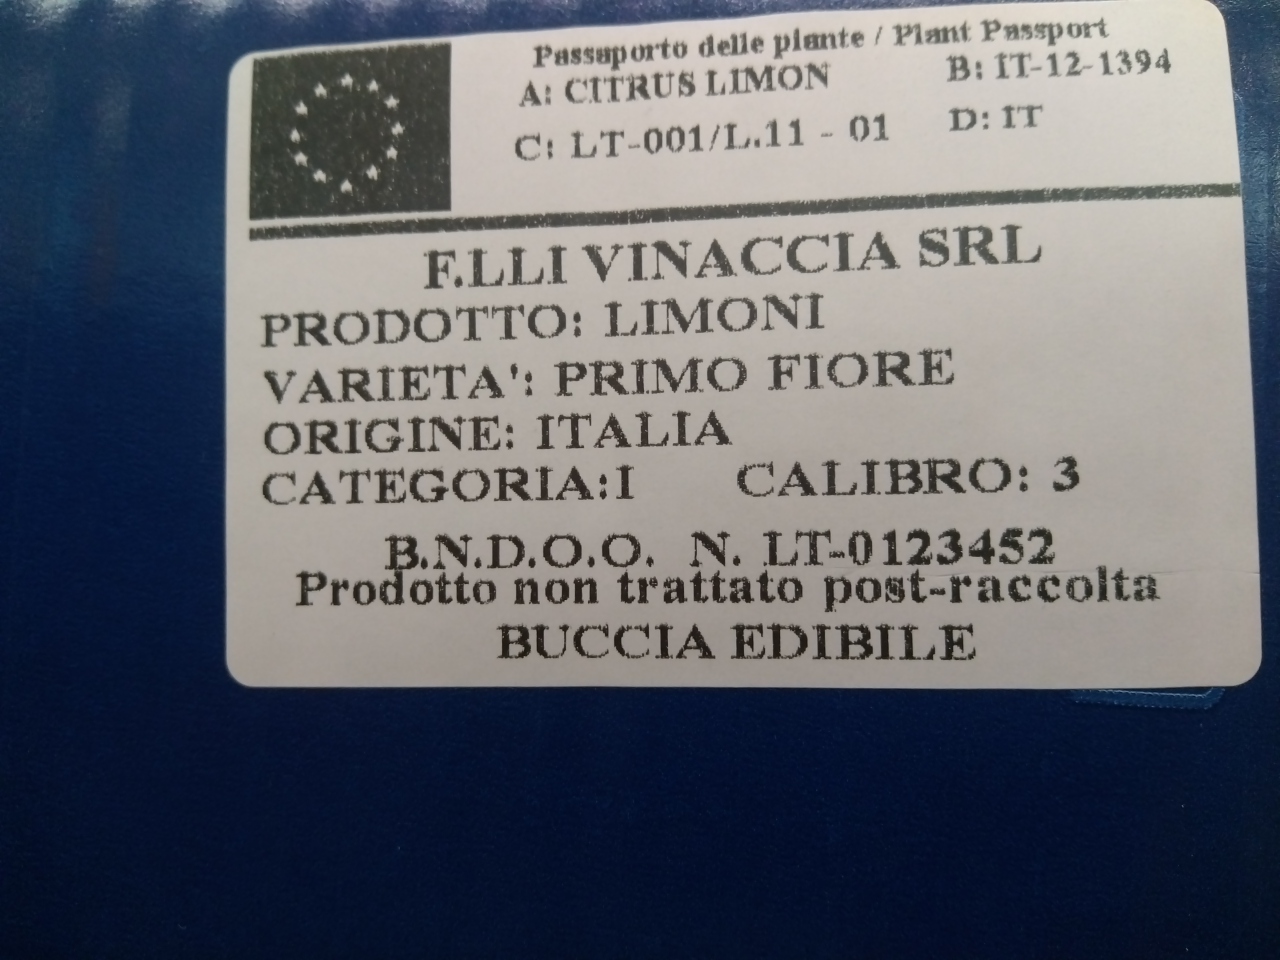 Passaporto delle piante / Plant Passport
A: CITRUS LIMON B: IT-12-1394
C: LT-001/L.11 - 01 D: IT
F.LLI VINACCIA SRL
PRODOTTO: LIMONI
VARIETA': PRIMO FIORE
ORIGINE: ITALIA
CATEGORIA:I CALIBRO: 3
B.N.D.O.O. N. LT-0123452
Prodotto non trattato post-raccolta
BUCCIA EDIBILE